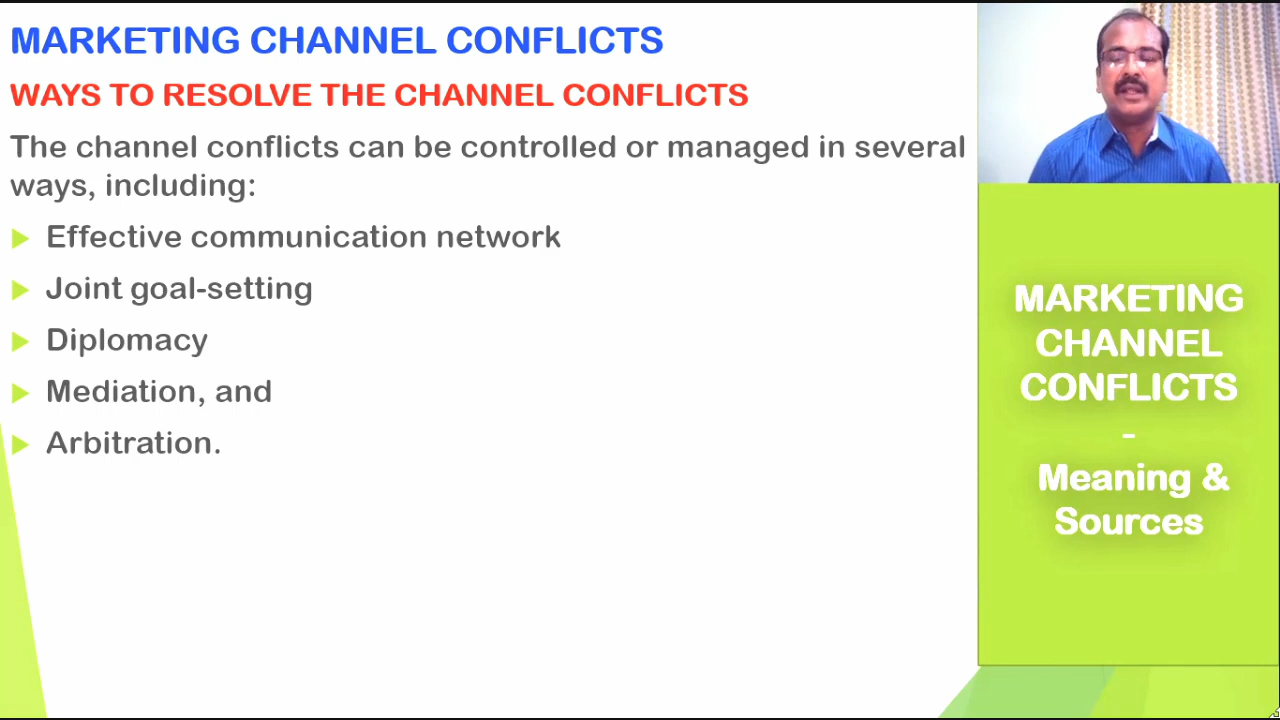 MARKETING CHANNEL CONFLICTS
WAYS TO RESOLVE THE CHANNEL CONFLICTS
The channel conflicts can be controlled or managed in several
ways, including:
Effective communication network
Joint goal-setting
Diplomacy
Mediation, and
Arbitration.
MARKETING
CHANNEL
CONFLICTS
-
Meaning &
Sources